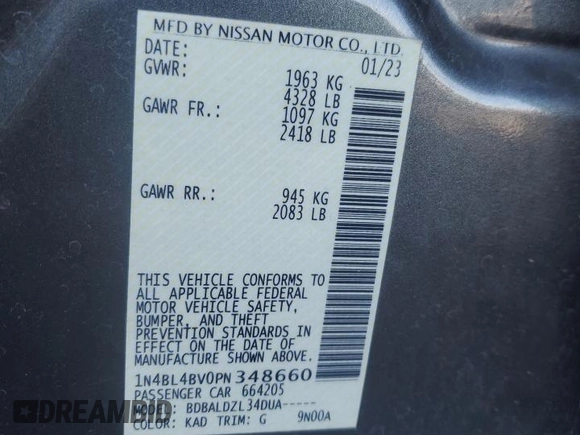 MFD BY NISSAN MOTOR CO., LTD.
DATE: 01/23
GVWR: 1963 KG
4328 LB
GAWR FR.: 1097 KG
2418 LB
GAWR RR.: 945 KG
2083 LB
THIS VEHICLE CONFORMS TO
ALL APPLICABLE FEDERAL
MOTOR VEHICLE SAFETY,
BUMPER, AND THEFT
PREVENTION STANDARDS IN
EFFECT ON THE DATE OF
MANUFACTURE SHOWN ABOVE.
1N4BL4BV0PN348660
PASSENGER CAR 664205
MODEL: BDBALDZL34DUA-----
COLOR: KAD TRIM: G 9N00A
DREAMBID.COM